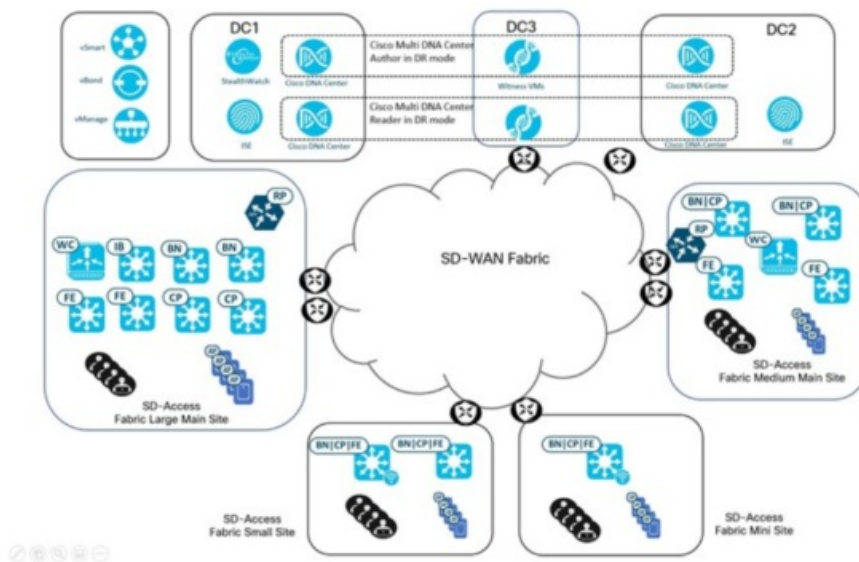 DC1
DC3
DC2
vSmart
vBond
vManage
StealthWatch
Cisco DNA Center
Cisco Multi DNA Center
Author in DR mode
Witness VMs
Cisco DNA Center
ISE
Cisco DNA Center
Cisco Multi DNA Center
Reader in DR mode
Cisco DNA Center
ISE
RP
WC
IB
BN
BN
FE
FE
CP
CP
SD-Access
Fabric Large Main Site
SD-WAN Fabric
BN|CP
BN|CP
RP
WC
FE
FE
SD-Access
Fabric Medium Main Site
BN|CP|FE
BN|CP|FE
SD-Access
Fabric Small Site
BN|CP|FE
SD-Access
Fabric Mini Site